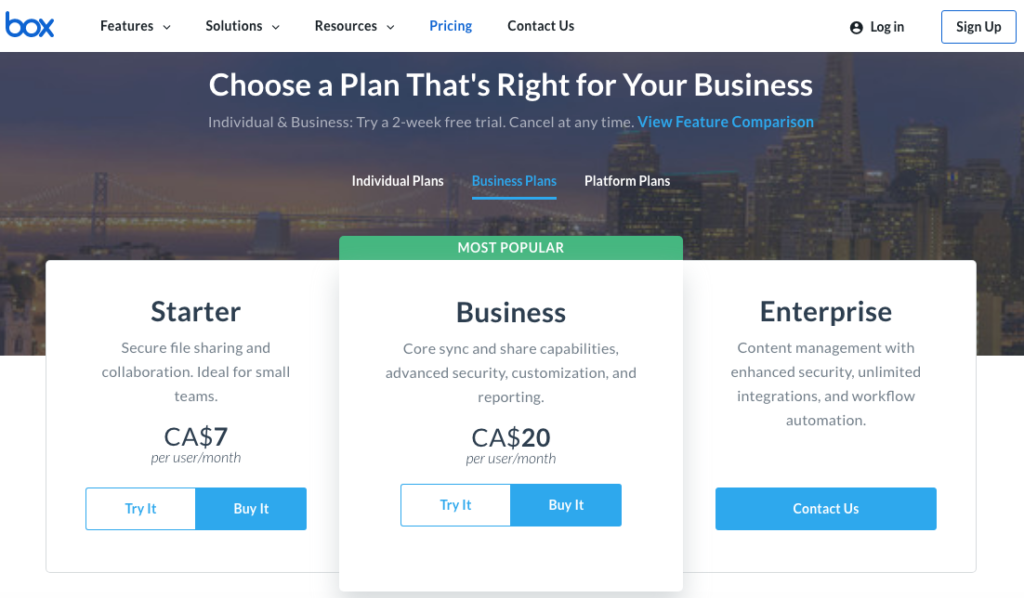 box
Features
Solutions
Resources
Pricing
Contact Us
Log in
Sign Up
Choose a Plan That's Right for Your Business
Individual & Business: Try a 2-week free trial. Cancel at any time. View Feature Comparison
Individual Plans
Business Plans
Platform Plans
MOST POPULAR
Starter
Secure file sharing and
collaboration. Ideal for small
teams.
CA$7
per user/month
Try It
Buy It
Business
Core sync and share capabilities,
advanced security, customization, and
reporting.
CA$20
per user/month
Try It
Buy It
Enterprise
Content management with
enhanced security, unlimited
integrations, and workflow
automation.
Contact Us